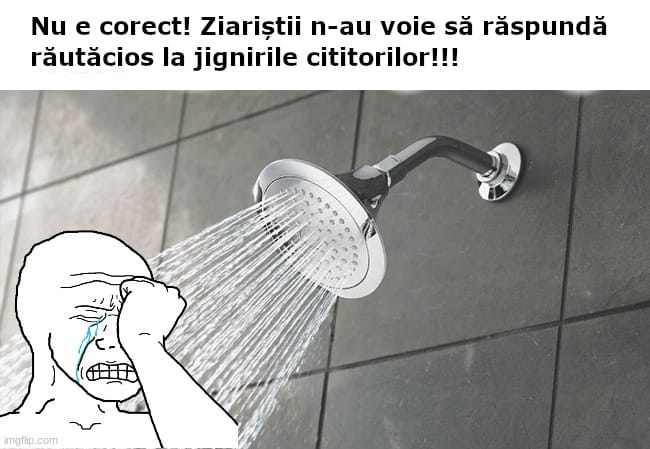 Nu e corect! Ziariștii n-au voie să răspundă
răutăcios la jignirile cititorilor!!!
imgflip.com